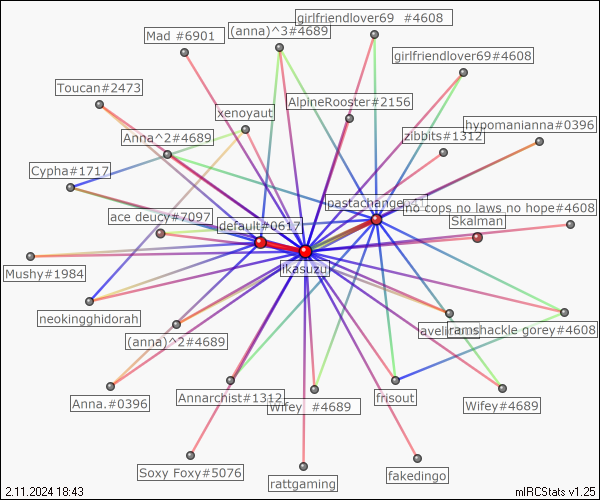 girlfriendlover69 #4608
Mad #6901
(anna)^3#4689
girlfriendlover69#4608
Toucan#2473
AlpineRooster#2156
xenoyaut
hypomanianna#0396
Anna^2#4689
zibbits#1312
Cypha#1717
no cops no laws no hope#4608
ace deucy#7097
default#0617
Skalman
ikasuzu
Mushy#1984
neokingghidorah
ramshackle gorey#4608
(anna)^2#4689
Anna.#0396
Annarchist#1312
Wifey #4689
frisout
Wifey#4689
Soxy Foxy#5076
rattgaming
fakedingo
2.11.2024 18:43
mIRCStats v1.25